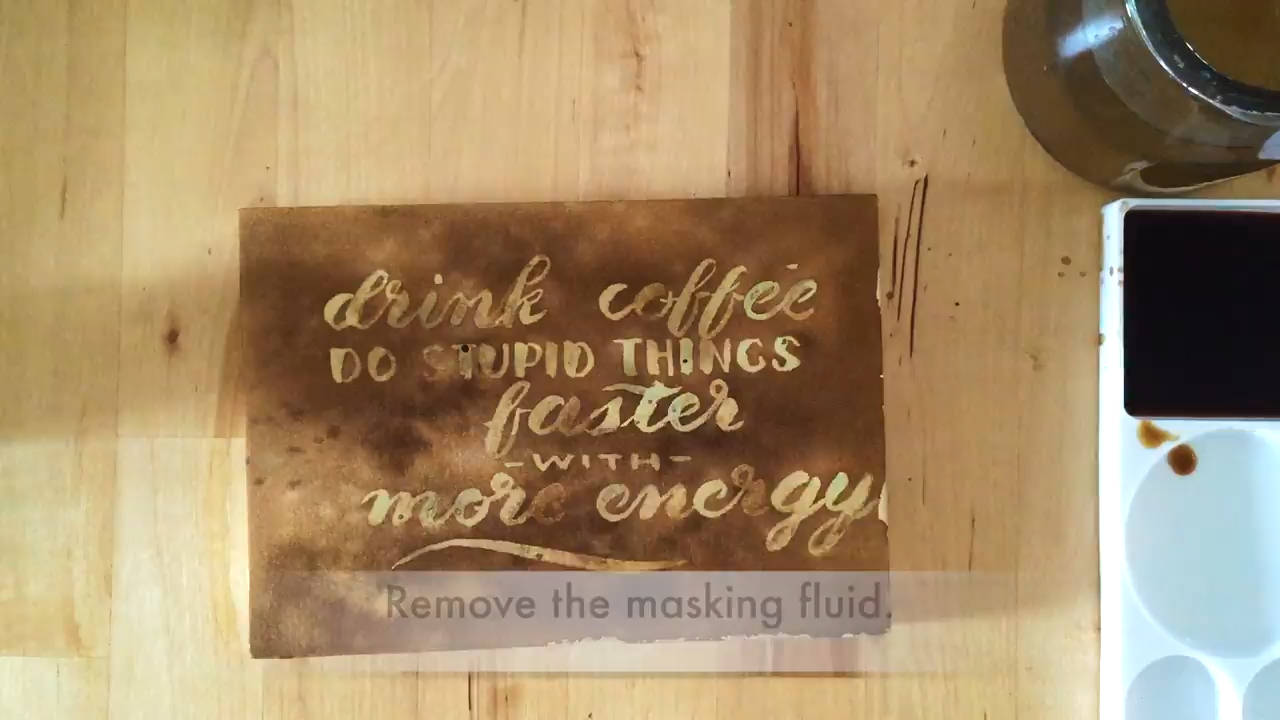 drink coffee
DO STUPID THINGS
faster
-WITH-
more energy
Remove the masking fluid.